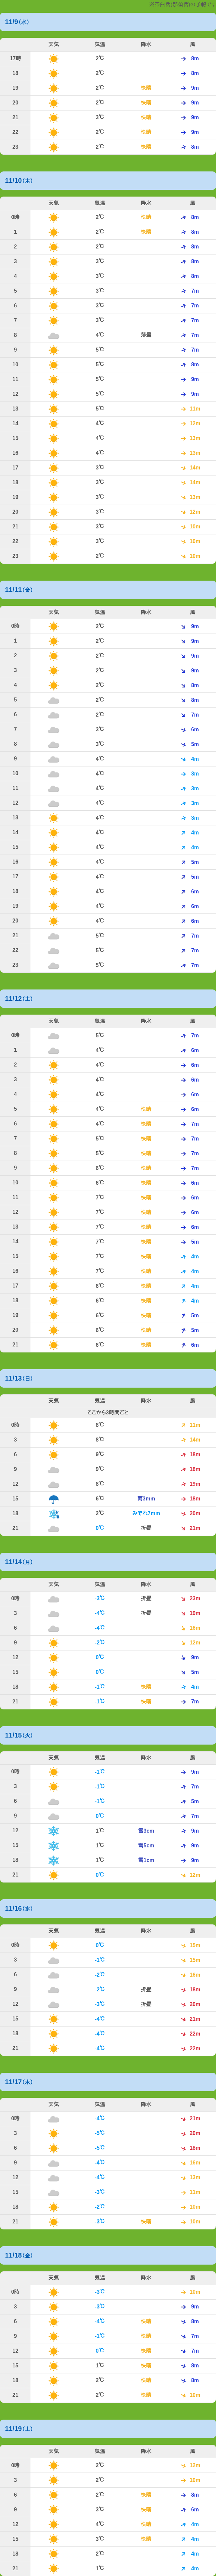 11/9(水)
天気 気温 降水 風
17時 2℃ 8m
18 2℃ 8m
19 2℃ 快晴 9m
20 2℃ 快晴 9m
21 3℃ 快晴 9m
22 2℃ 快晴 9m
23 2℃ 快晴 8m
11/10(木)
天気 気温 降水 風
0時 2℃ 快晴 8m
1 2℃ 快晴 8m
2 2℃ 8m
3 3℃ 8m
4 3℃ 8m
5 3℃ 7m
6 3℃ 7m
7 3℃ 7m
8 4℃ 薄曇 7m
9 5℃ 7m
10 5℃ 8m
11 5℃ 9m
12 5℃ 9m
13 5℃ 11m
14 4℃ 12m
15 4℃ 13m
16 4℃ 13m
17 3℃ 14m
18 3℃ 14m
19 3℃ 13m
20 3℃ 12m
21 3℃ 10m
22 3℃ 10m
23 2℃ 10m
11/11(金)
天気 気温 降水 風
0時 2℃ 9m
1 2℃ 9m
2 2℃ 9m
3 2℃ 9m
4 2℃ 8m
5 2℃ 8m
6 2℃ 7m
7 3℃ 6m
8 3℃ 5m
9 4℃ 4m
10 4℃ 3m
11 4℃ 3m
12 4℃ 3m
13 4℃ 3m
14 4℃ 4m
15 4℃ 4m
16 4℃ 5m
17 4℃ 5m
18 4℃ 6m
19 4℃ 6m
20 4℃ 6m
21 5℃ 7m
22 5℃ 7m
23 5℃ 7m
11/12(土)
天気 気温 降水 風
0時 5℃ 7m
1 4℃ 6m
2 4℃ 6m
3 4℃ 6m
4 4℃ 6m
5 4℃ 快晴 6m
6 4℃ 快晴 7m
7 5℃ 快晴 7m
8 5℃ 快晴 7m
9 6℃ 快晴 7m
10 6℃ 快晴 6m
11 7℃ 快晴 6m
12 7℃ 快晴 6m
13 7℃ 快晴 6m
14 7℃ 快晴 5m
15 7℃ 快晴 4m
16 7℃ 快晴 4m
17 6℃ 快晴 4m
18 6℃ 快晴 4m
19 6℃ 快晴 5m
20 6℃ 快晴 5m
21 6℃ 快晴 6m
11/13(日)
天気 気温 降水 風
ここから3時間ごと
0時 8℃ 11m
3 8℃ 14m
6 9℃ 18m
9 9℃ 18m
12 8℃ 19m
15 6℃ 雨3mm 18m
18 2℃ みぞれ7mm 20m
21 0℃ 折曇 21m
11/14(月)
天気 気温 降水 風
0時 -3℃ 折曇 23m
3 -4℃ 折曇 19m
6 -4℃ 16m
9 -2℃ 12m
12 0℃ 9m
15 0℃ 5m
18 -1℃ 快晴 4m
21 -1℃ 快晴 7m
11/15(火)
天気 気温 降水 風
0時 -1℃ 9m
3 -1℃ 7m
6 -1℃ 5m
9 0℃ 7m
12 1℃ 雪3cm 9m
15 1℃ 雪5cm 9m
18 1℃ 雪1cm 9m
21 0℃ 12m
11/16(水)
天気 気温 降水 風
0時 0℃ 15m
3 -1℃ 15m
6 -2℃ 16m
9 -2℃ 折曇 18m
12 -3℃ 折曇 20m
15 -4℃ 21m
18 -4℃ 22m
21 -4℃ 22m
11/17(木)
天気 気温 降水 風
0時 -4℃ 21m
3 -5℃ 20m
6 -5℃ 18m
9 -4℃ 16m
12 -4℃ 13m
15 -3℃ 11m
18 -2℃ 10m
21 -3℃ 快晴 10m
11/18(金)
天気 気温 降水 風
0時 -3℃ 10m
3 -3℃ 9m
6 -4℃ 快晴 8m
9 -1℃ 快晴 7m
12 0℃ 快晴 7m
15 1℃ 快晴 8m
18 2℃ 快晴 8m
21 2℃ 快晴 10m
11/19(土)
天気 気温 降水 風
0時 2℃ 12m
3 2℃ 10m
6 2℃ 快晴 8m
9 3℃ 快晴 6m
12 4℃ 快晴 4m
15 3℃ 快晴 4m
18 2℃ 4m
21 1℃ 4m